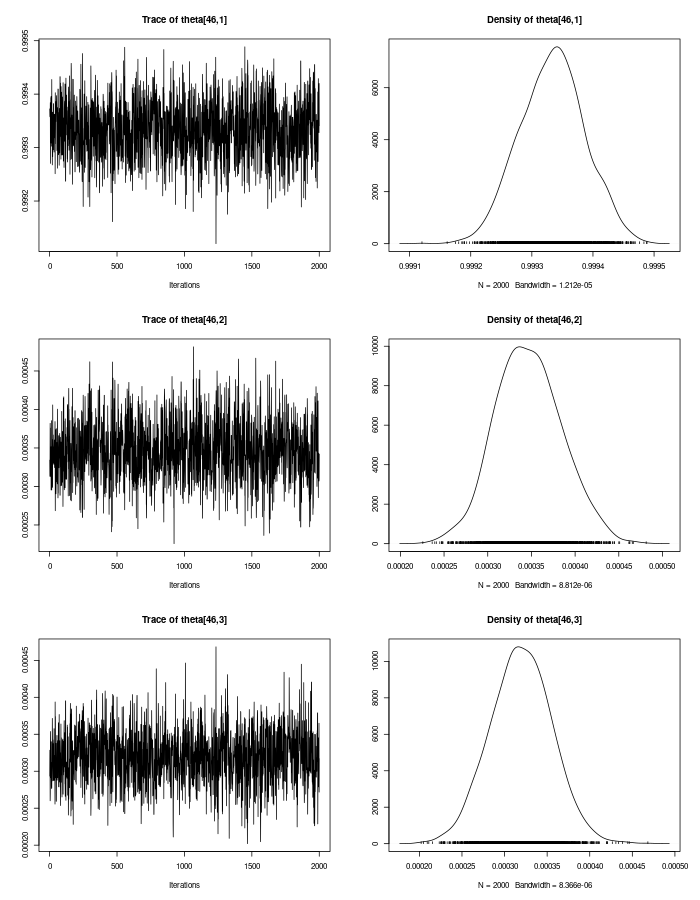 Trace of theta[46,1]
0.9992 0.9993 0.9994 0.9995
0 500 1000 1500 2000
Iterations
Density of theta[46,1]
0 2000 4000 6000
0.9991 0.9992 0.9993 0.9994 0.9995
N = 2000 Bandwidth = 1.212e-05
Trace of theta[46,2]
0.00025 0.00030 0.00035 0.00040 0.00045
0 500 1000 1500 2000
Iterations
Density of theta[46,2]
0 2000 4000 6000 8000 10000
0.00020 0.00025 0.00030 0.00035 0.00040 0.00045 0.00050
N = 2000 Bandwidth = 8.812e-06
Trace of theta[46,3]
0.00020 0.00025 0.00030 0.00035 0.00040 0.00045
0 500 1000 1500 2000
Iterations
Density of theta[46,3]
0 2000 4000 6000 8000 10000
0.00020 0.00025 0.00030 0.00035 0.00040 0.00045 0.00050
N = 2000 Bandwidth = 8.366e-06